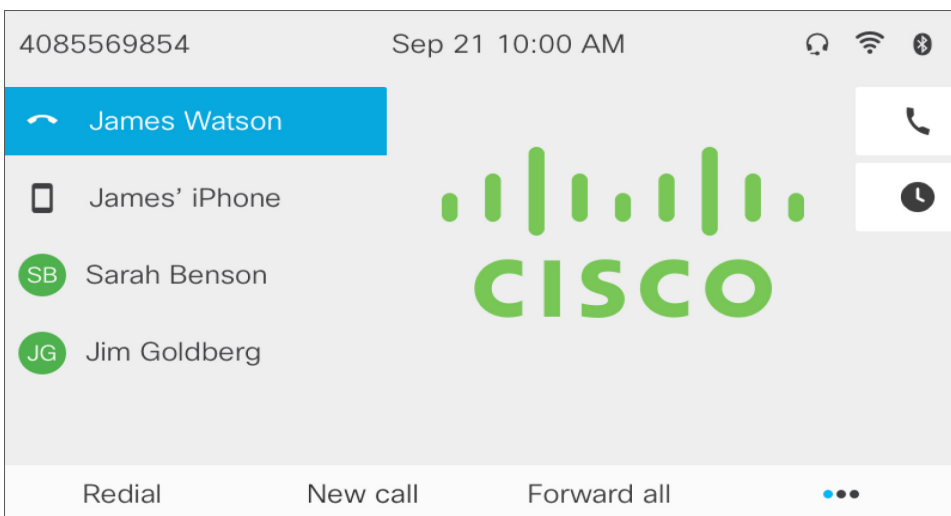 4085569854 Sep 21 10:00 AM
James Watson
James’ iPhone
SB Sarah Benson
JG Jim Goldberg
CISCO
Redial New call Forward all